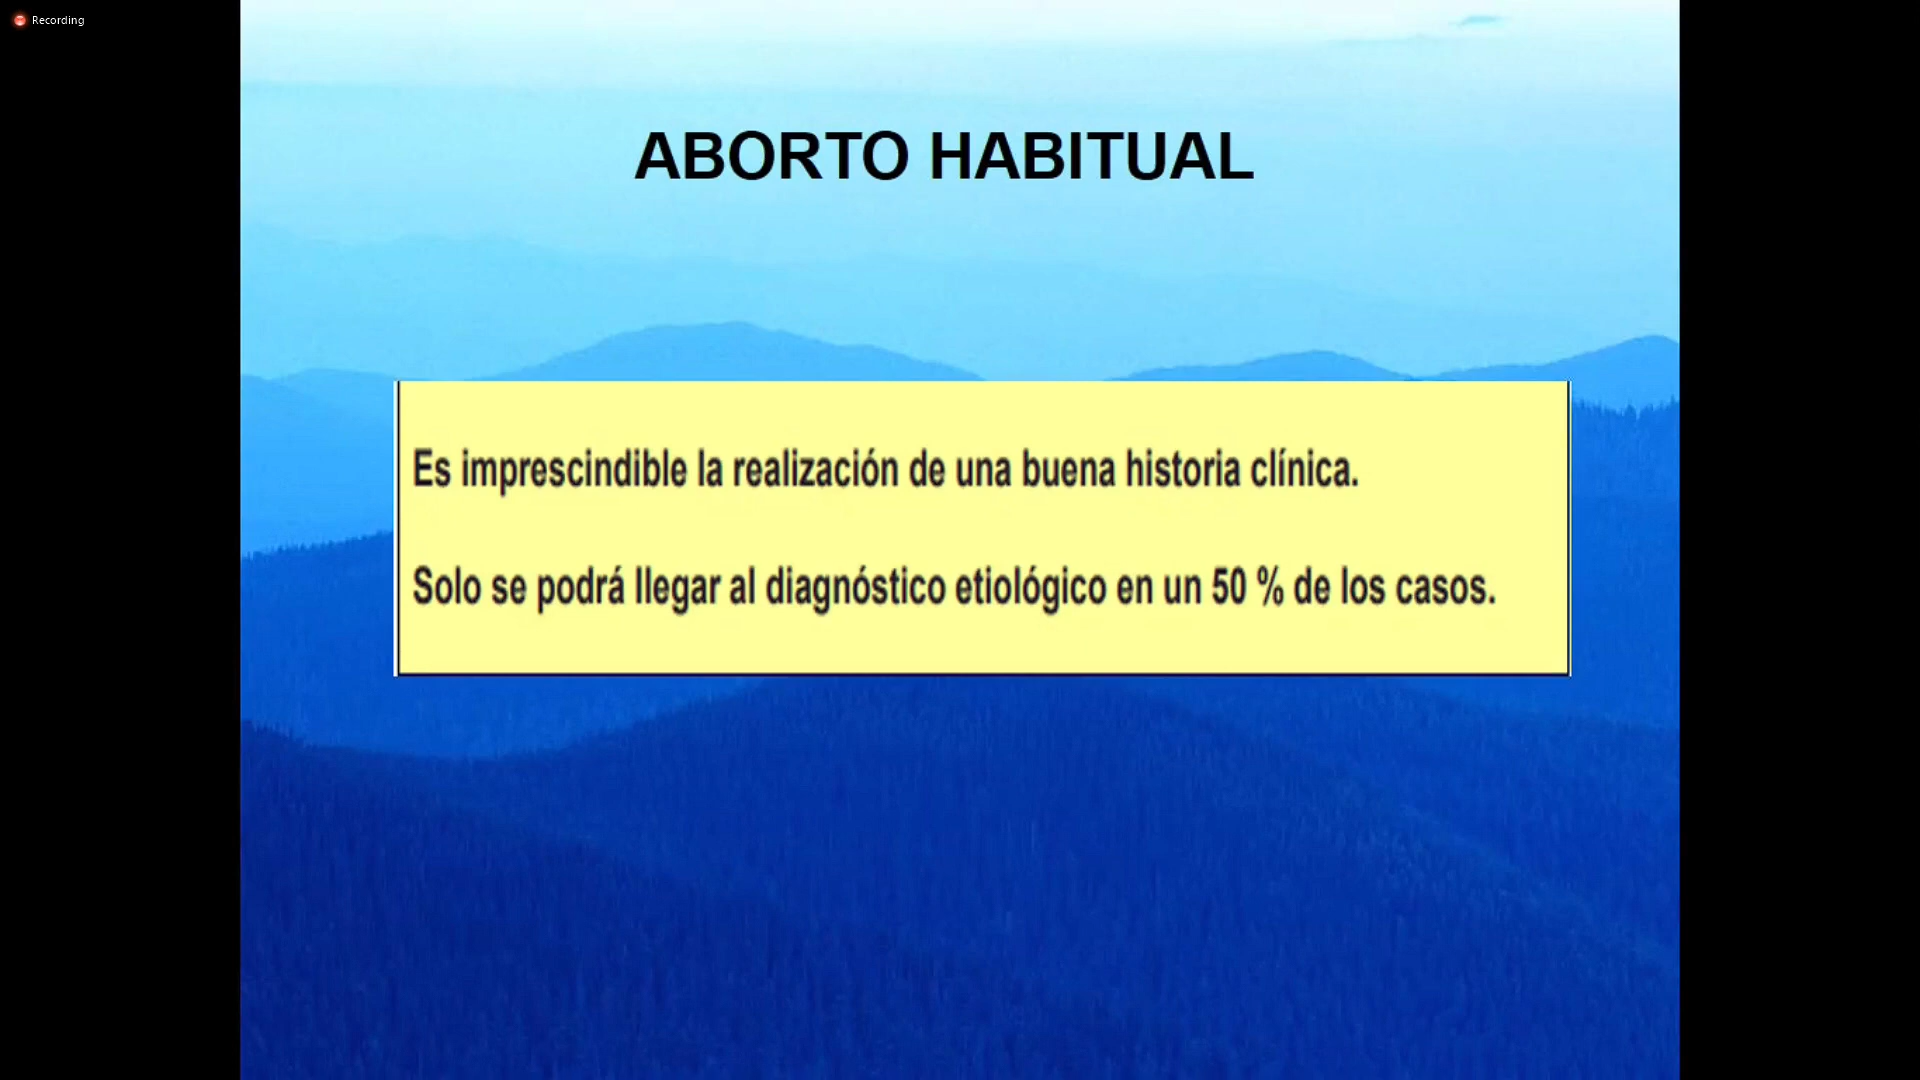 Recording
ABORTO HABITUAL
Es imprescindible la realización de una buena historia clínica.
Solo se podrá llegar al diagnóstico etiológico en un 50 % de los casos.